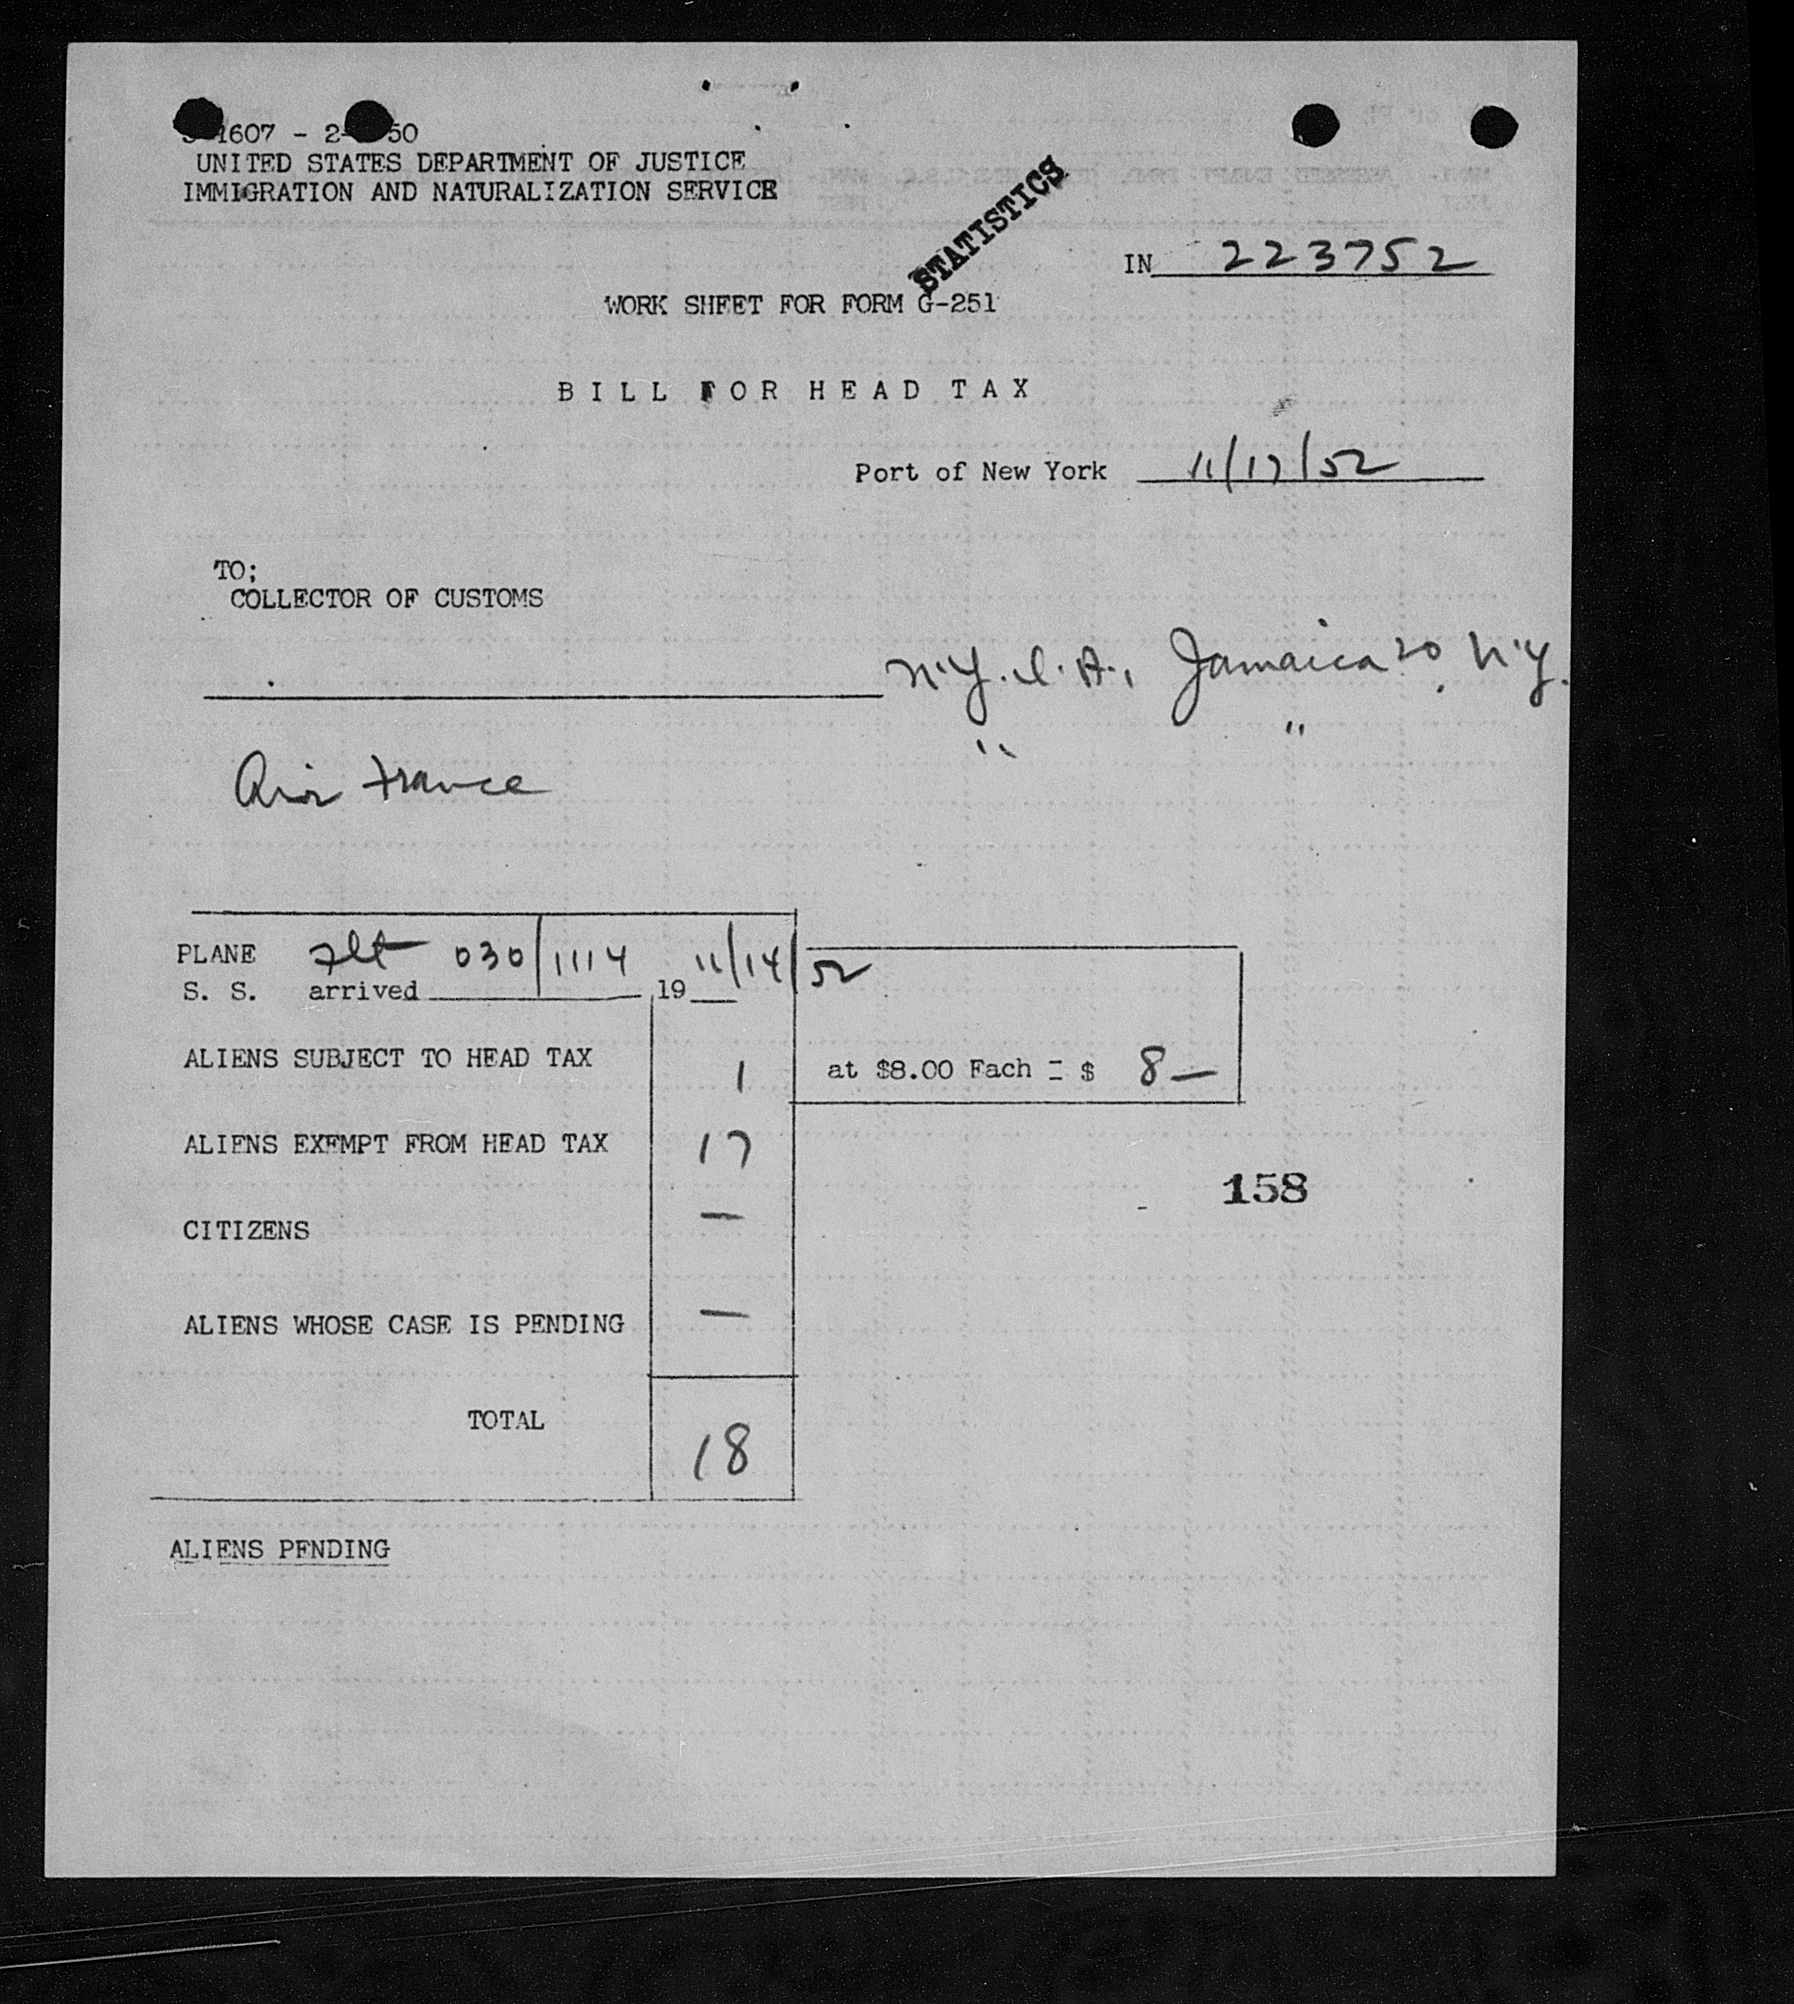 1607 - 2- 50
UNITED STATES DEPARTMENT OF JUSTICE
IMMIGRATION AND NATURALIZATION SERVICE
STATISTICS
IN 223752
WORK SHEET FOR FORM G-251
BILL FOR HEAD TAX
Port of New York 11/17/52
TO;
COLLECTOR OF CUSTOMS
N.Y.I.A., Jamaica 20, N.Y.
" "
Air France
PLANE Flt 030/1114 11/14/52
S. S. arrived ,19
ALIENS SUBJECT TO HEAD TAX 1 at $8.00 Each = $ 8—
ALIENS EXEMPT FROM HEAD TAX 17
158
CITIZENS —
ALIENS WHOSE CASE IS PENDING —
TOTAL 18
ALIENS PENDING